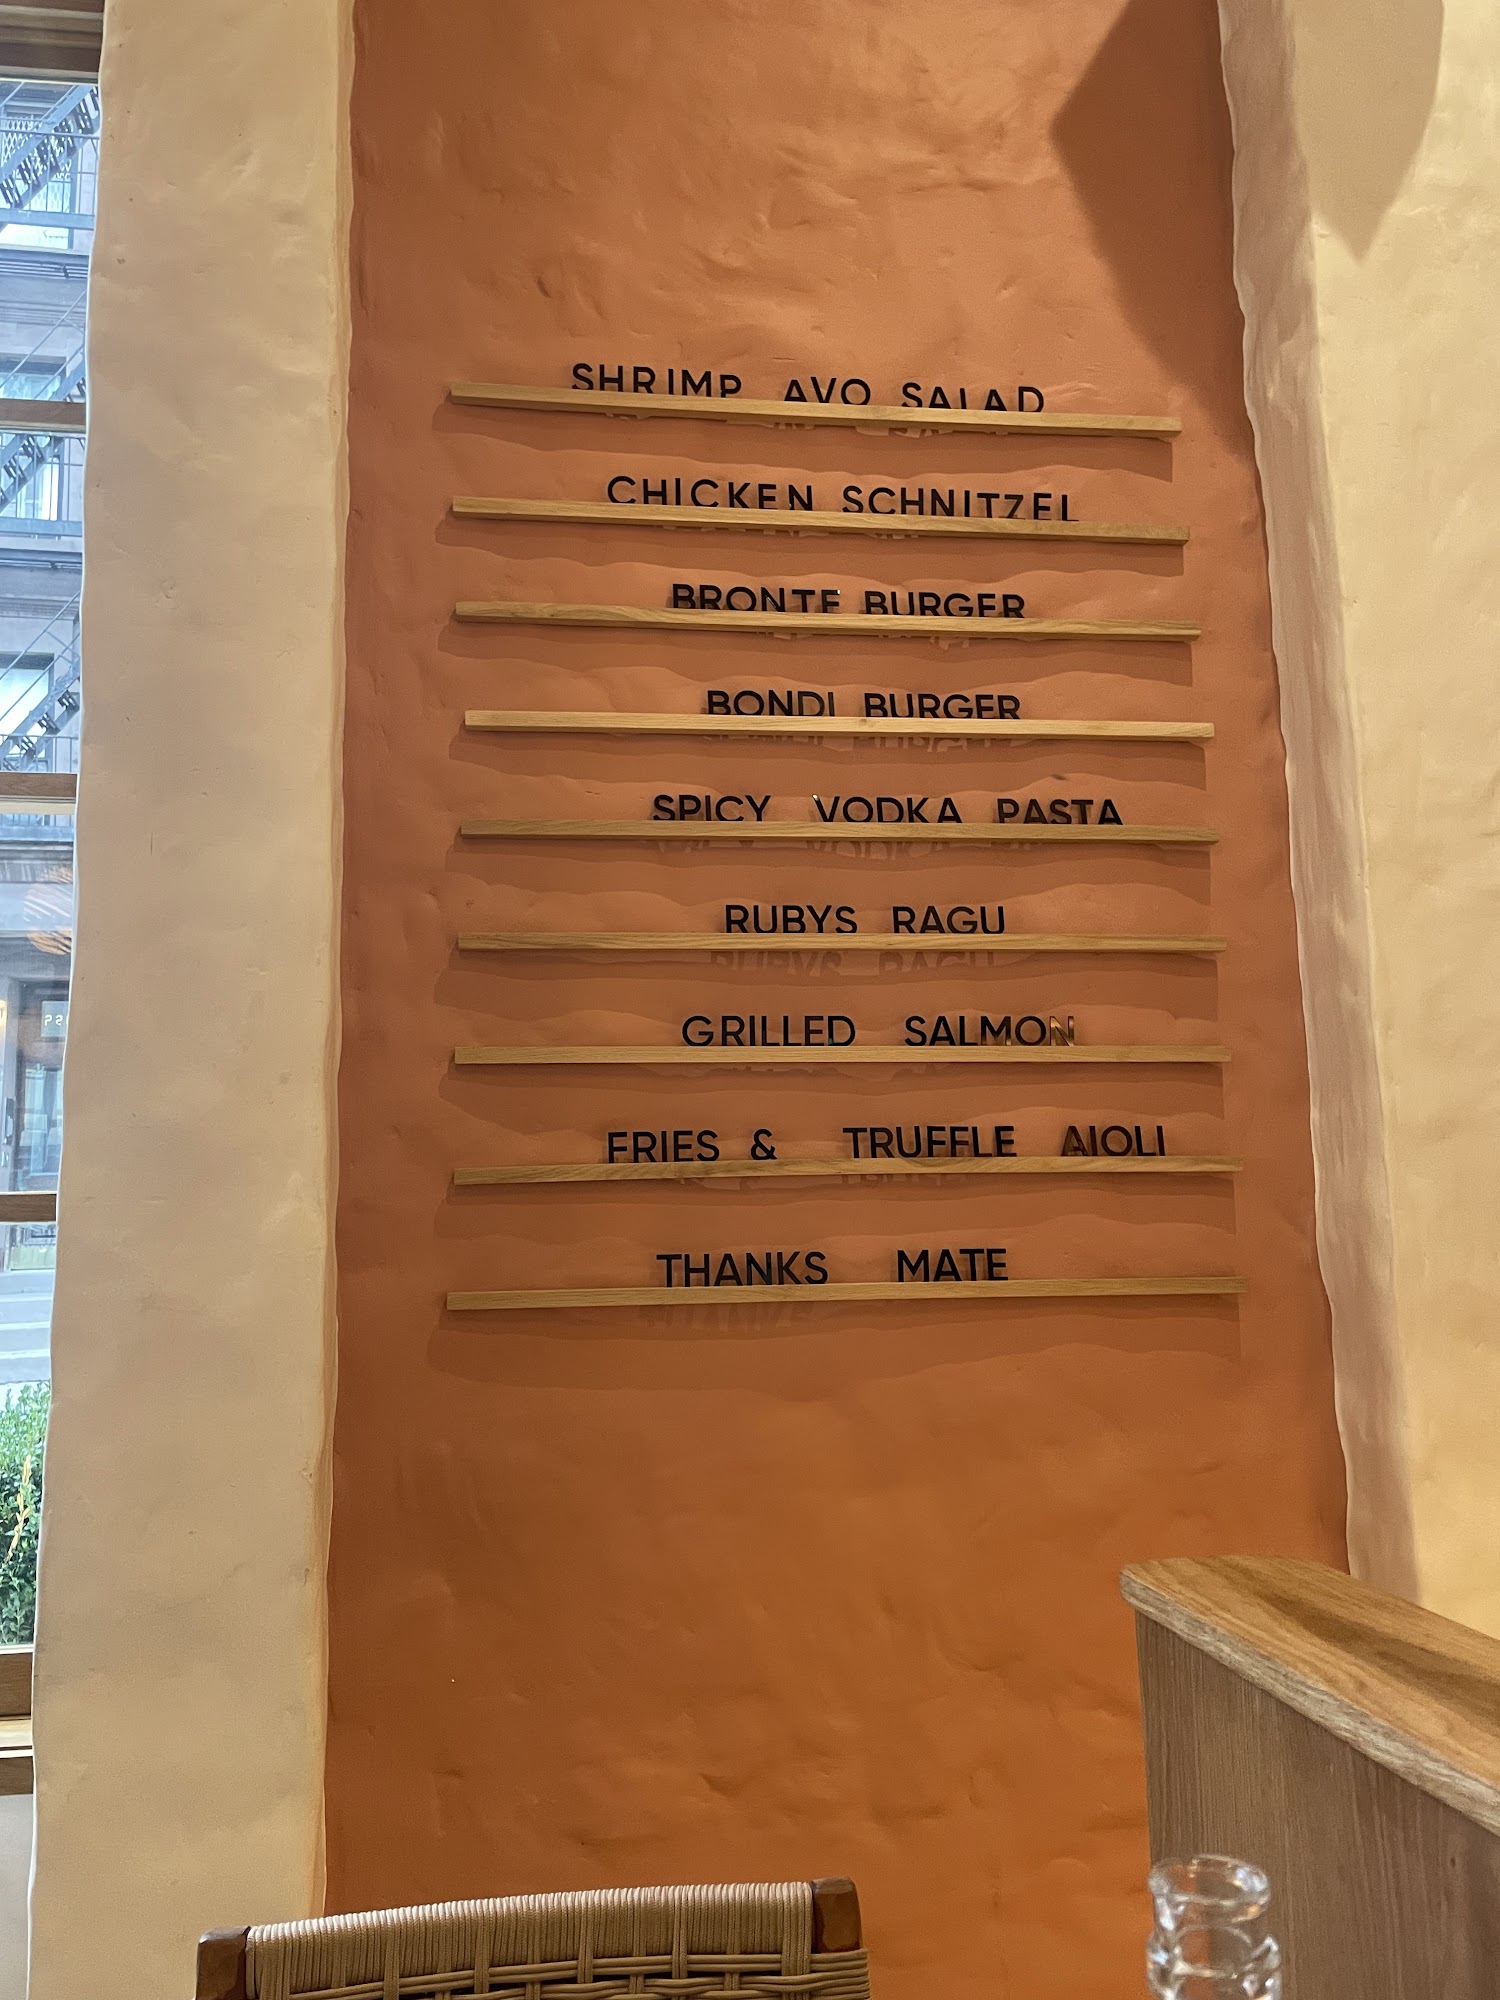 SHRIMP AVO SALAD
CHICKEN SCHNITZEL
BRONTE BURGER
BONDI BURGER
SPICY VODKA PASTA
RUBYS RAGU
GRILLED SALMON
FRIES & TRUFFLE AIOLI
THANKS MATE